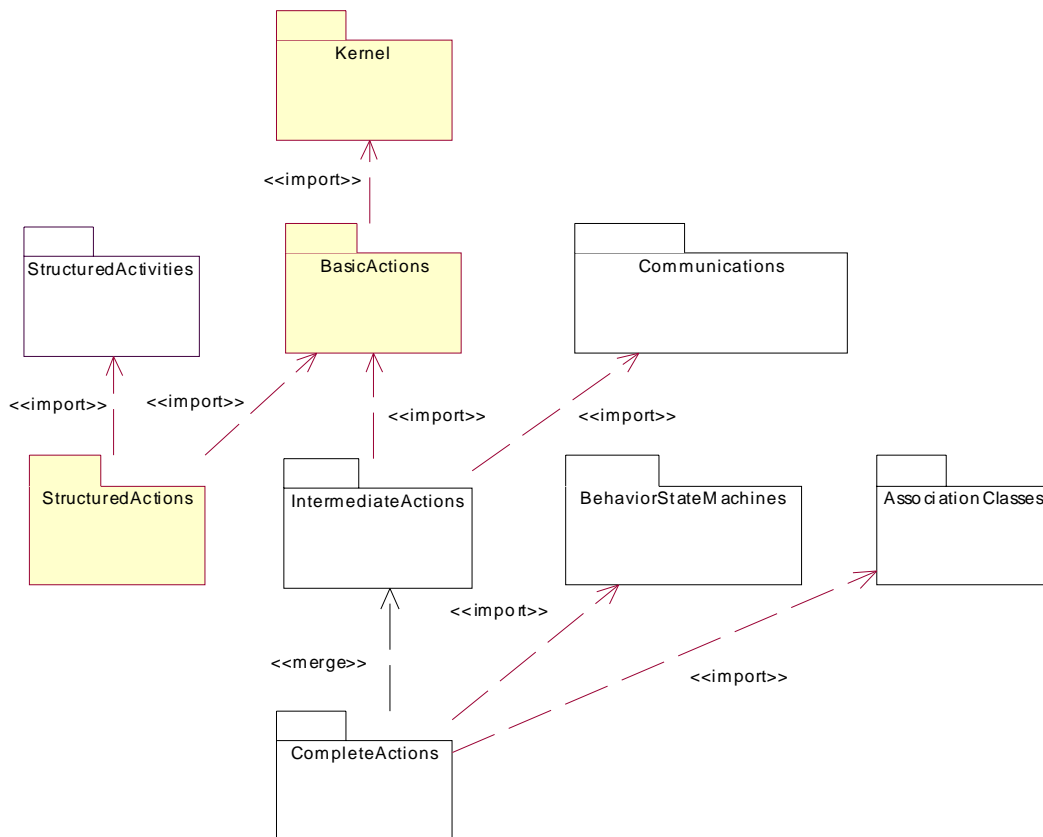 Kernel
<<import>>
StructuredActivities
BasicActions
Communications
<<import>>
<<import>>
<<import>>
<<import>>
StructuredActions
IntermediateActions
BehaviorStateMachines
AssociationClasses
<<import>>
<<merge>>
<<import>>
CompleteActions